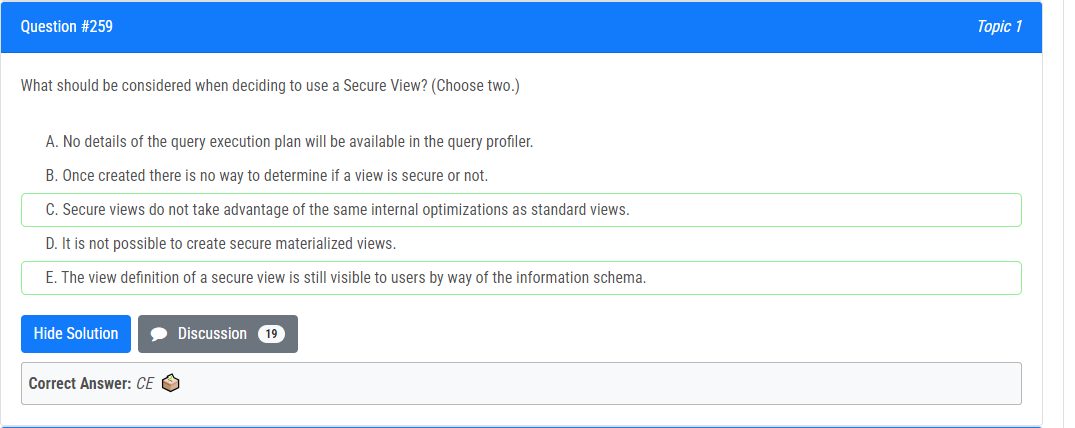 Question #259
Topic 1
What should be considered when deciding to use a Secure View? (Choose two.)
A. No details of the query execution plan will be available in the query profiler.
B. Once created there is no way to determine if a view is secure or not.
C. Secure views do not take advantage of the same internal optimizations as standard views.
D. It is not possible to create secure materialized views.
E. The view definition of a secure view is still visible to users by way of the information schema.
Hide Solution
Discussion 19
Correct Answer: CE